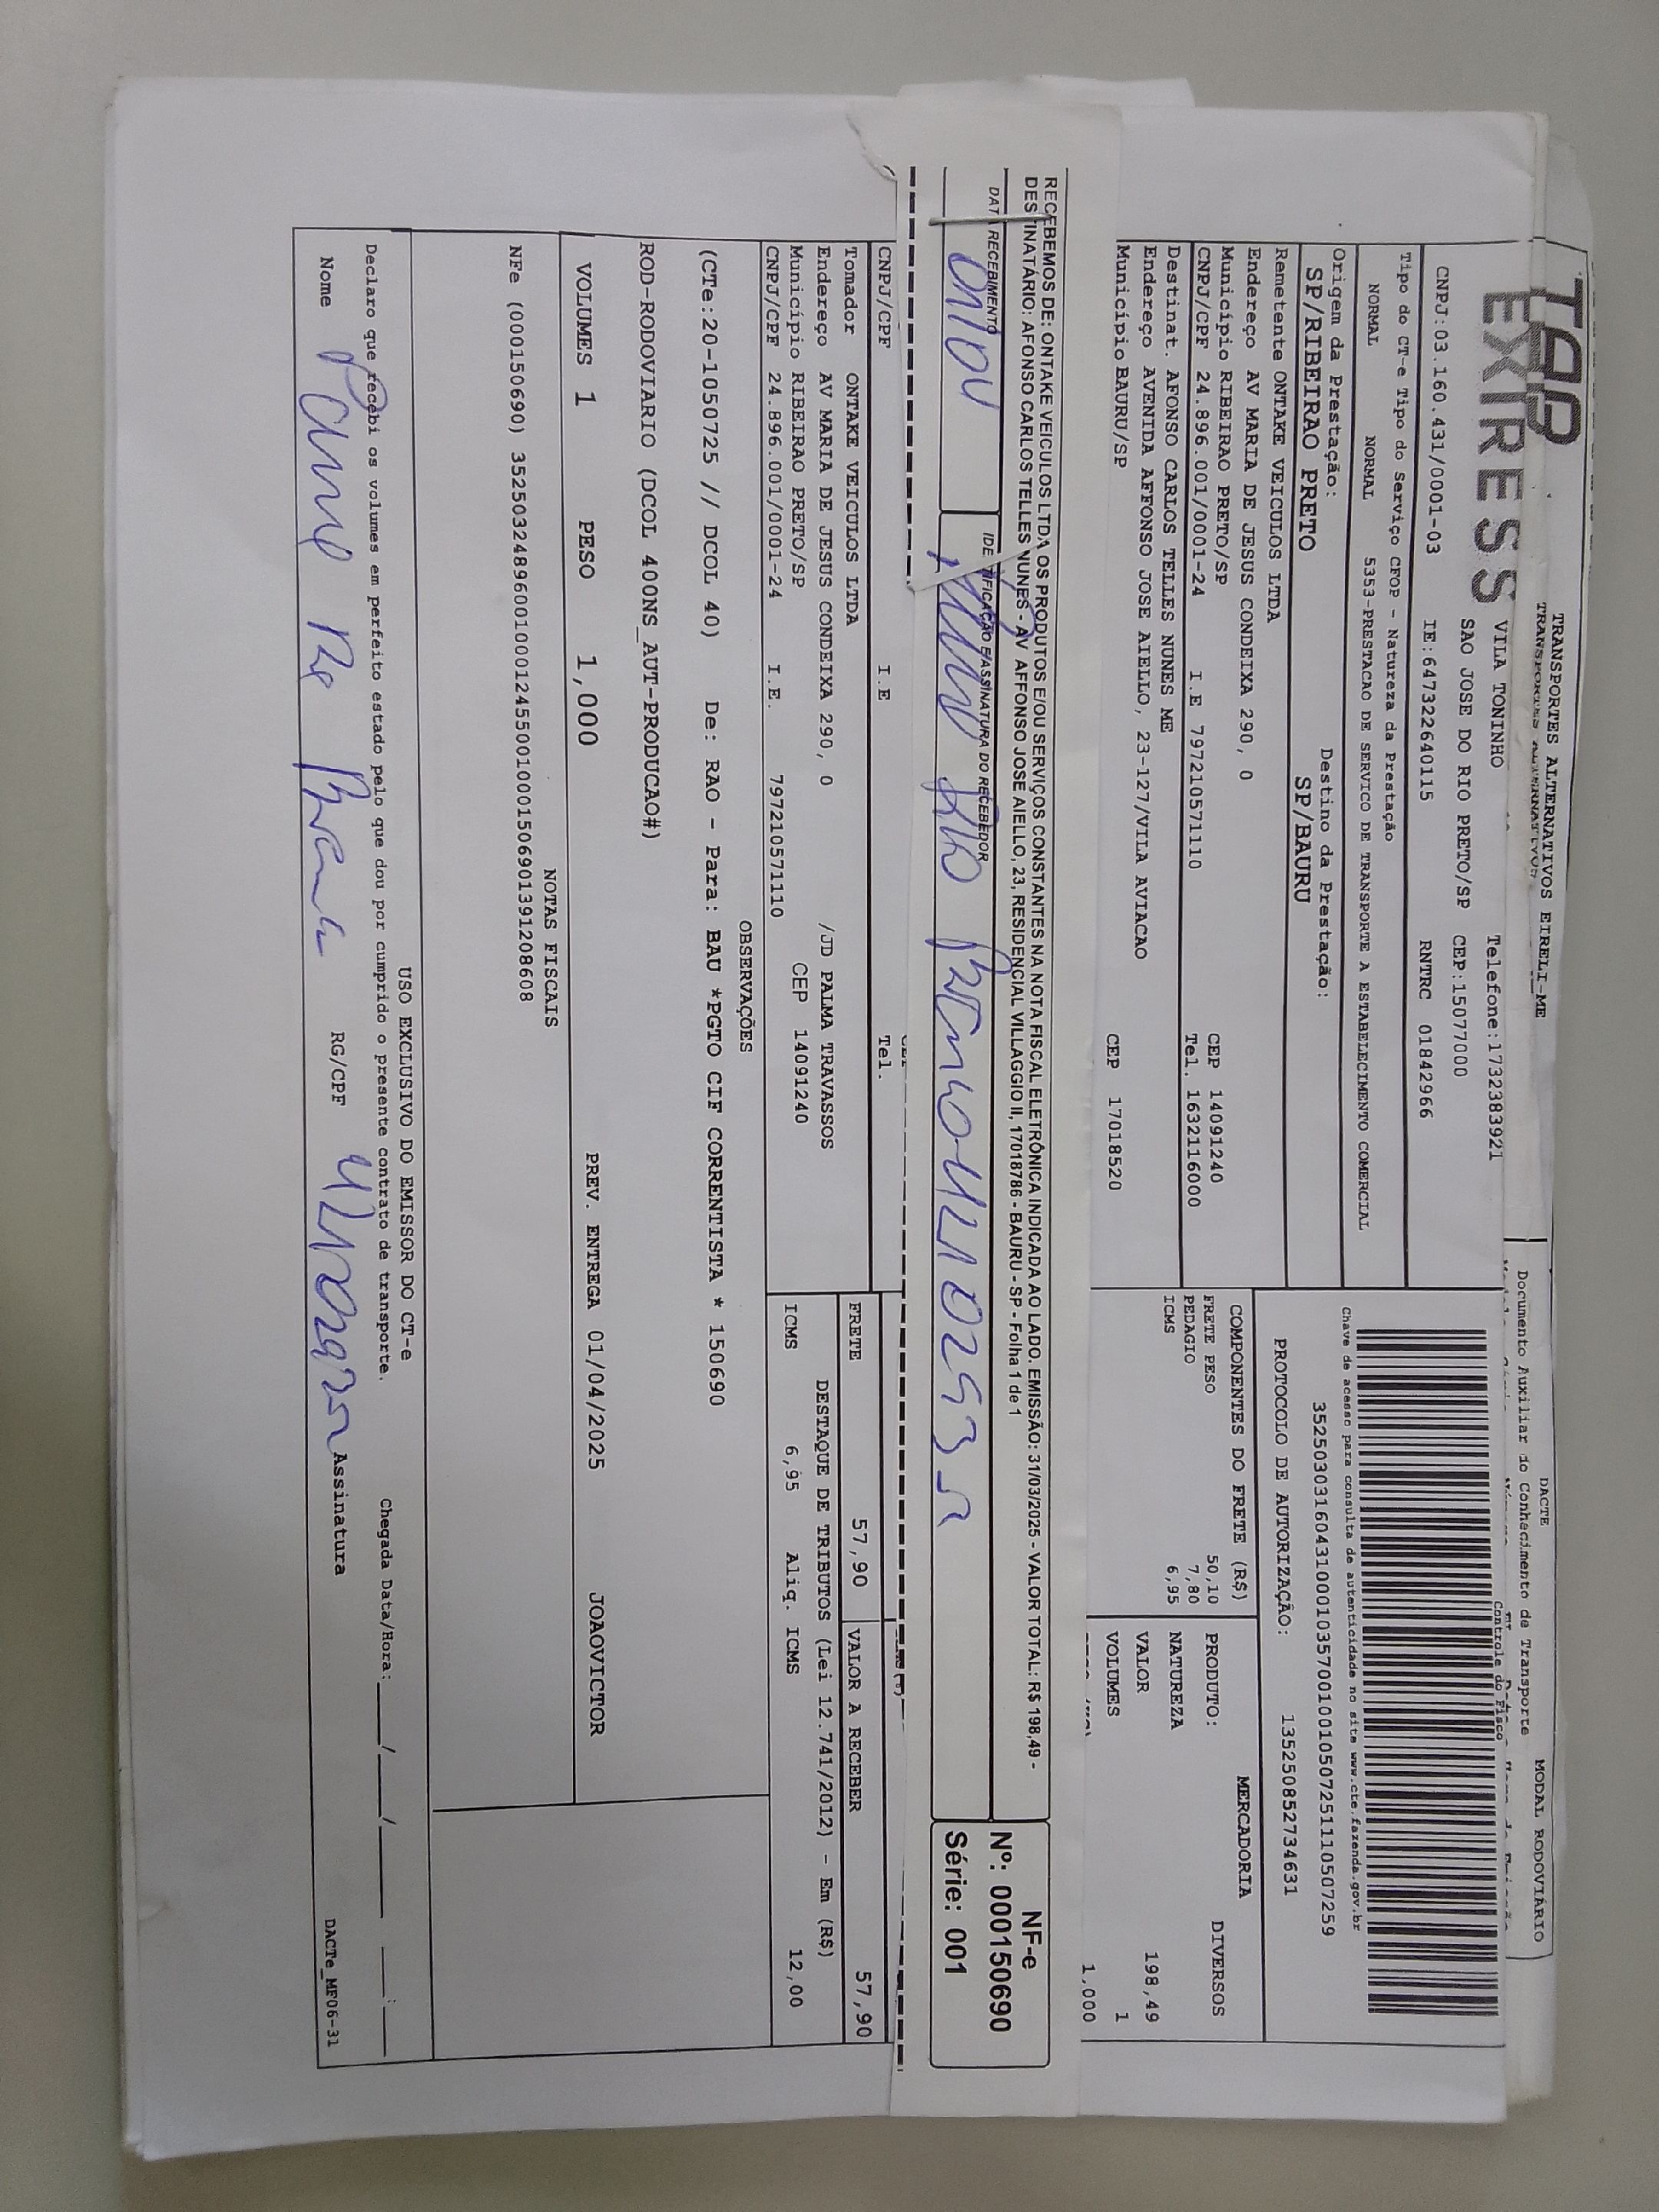 TAB
EXPRESS
TRANSPORTES ALTERNATIVOS EIRELI-ME
VILA TONINHO Telefone:1732383921
SAO JOSE DO RIO PRETO/SP CEP:15077000
CNPJ:03.160.431/0001-03 IE:647322640115 RNTRC 01842966
DACTE MODAL RODOVIÁRIO
Documento Auxiliar do Conhecimento de Transporte
Controle do Fisco
Tipo do CT-e Tipo do Serviço CFOP - Natureza da Prestação
NORMAL NORMAL 5353-PRESTACAO DE SERVICO DE TRANSPORTE A ESTABELECIMENTO COMERCIAL
Chave de acesso para consulta de autenticidade no site www.cte.fazenda.gov.br
35250303160431000103570010010507251110507259
Origem da Prestação: Destino da Prestação:
SP/RIBEIRAO PRETO SP/BAURU
PROTOCOLO DE AUTORIZAÇÃO: 135250852734631
Remetente ONTAKE VEICULOS LTDA
Endereço AV MARIA DE JESUS CONDEIXA 290, 0
Município RIBEIRAO PRETO/SP CEP 14091240
CNPJ/CPF 24.896.001/0001-24 I.E 797210571110 Tel. 1632116000
Destinat. AFONSO CARLOS TELLES NUNES ME
Endereço AVENIDA AFFONSO JOSE AIELLO, 23-127/VILA AVIACAO
Município BAURU/SP CEP 17018520
COMPONENTES DO FRETE (R$)
FRETE PESO 50,10
PEDAGIO 7,80
ICMS 6,95
MERCADORIA
PRODUTO: DIVERSOS
NATUREZA
VALOR 198,49
VOLUMES 1
1,000
RECEBEMOS DE: ONTAKE VEICULOS LTDA OS PRODUTOS E/OU SERVIÇOS CONSTANTES NA NOTA FISCAL ELETRÔNICA INDICADA AO LADO. EMISSÃO: 31/03/2025 - VALOR TOTAL: R$ 198,49 -
DESTINATÁRIO: AFONSO CARLOS TELLES NUNES - AV AFFONSO JOSE AIELLO, 23, RESIDENCIAL VILLAGGIO II, 17018786 - BAURU - SP - Folha 1 de 1
DATA RECEBIMENTO IDENTIFICAÇÃO E ASSINATURA DO RECEBEDOR
NF-e
Nº: 000150690
Série: 001
CNPJ/CPF I.E Tel.
Tomador ONTAKE VEICULOS LTDA
Endereço AV MARIA DE JESUS CONDEIXA 290, 0 /JD PALMA TRAVASSOS
Município RIBEIRAO PRETO/SP CEP 14091240
CNPJ/CPF 24.896.001/0001-24 I.E. 797210571110
FRETE 57,90 VALOR A RECEBER 57,90
DESTAQUE DE TRIBUTOS (Lei 12.741/2012) - Em (R$)
ICMS 6,95 Aliq. ICMS 12,00
OBSERVAÇÕES
(CTe:20-1050725 // DCOL 40) De: RAO - Para: BAU *PGTO CIF CORRENTISTA * 150690
ROD-RODOVIARIO (DCOL 400NS_AUT-PRODUCAO#)
VOLUMES 1 PESO 1,000 PREV. ENTREGA 01/04/2025 JOAOVICTOR
NOTAS FISCAIS
NFe (000150690) 35250324896001000124550010001506901391208608
USO EXCLUSIVO DO EMISSOR DO CT-e
Declaro que recebi os volumes em perfeito estado pelo que dou por cumprido o presente contrato de transporte. Chegada Data/Hora: ____/____/____ __:__
Nome RG/CPF Assinatura
DACTe_MF06-31